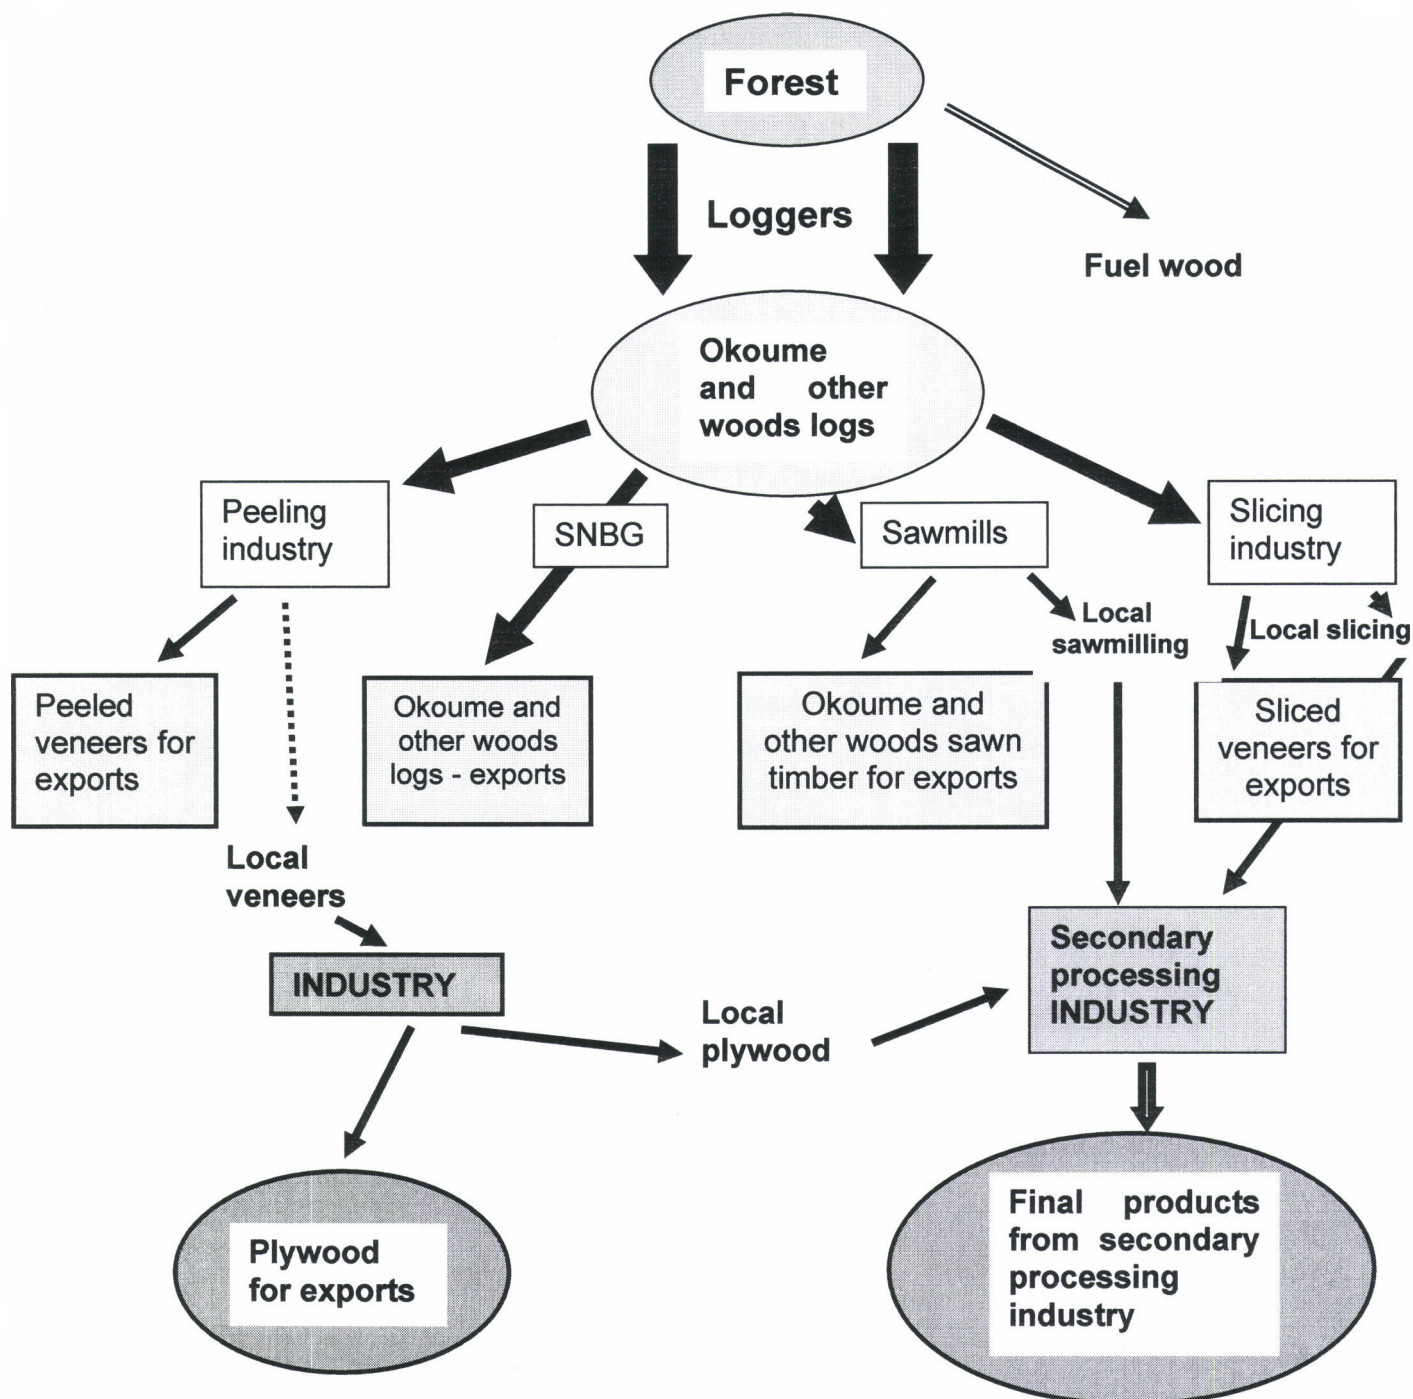 Forest
Loggers
Fuel wood
Okoume
and other
woods logs
Peeling
industry
SNBG
Sawmills
Slicing
industry
Local
sawmilling
Local slicing
Peeled
veneers for
exports
Okoume and
other woods
logs - exports
Okoume and
other woods sawn
timber for exports
Sliced
veneers for
exports
Local
veneers
INDUSTRY
Local
plywood
Secondary
processing
INDUSTRY
Plywood
for exports
Final products
from secondary
processing
industry